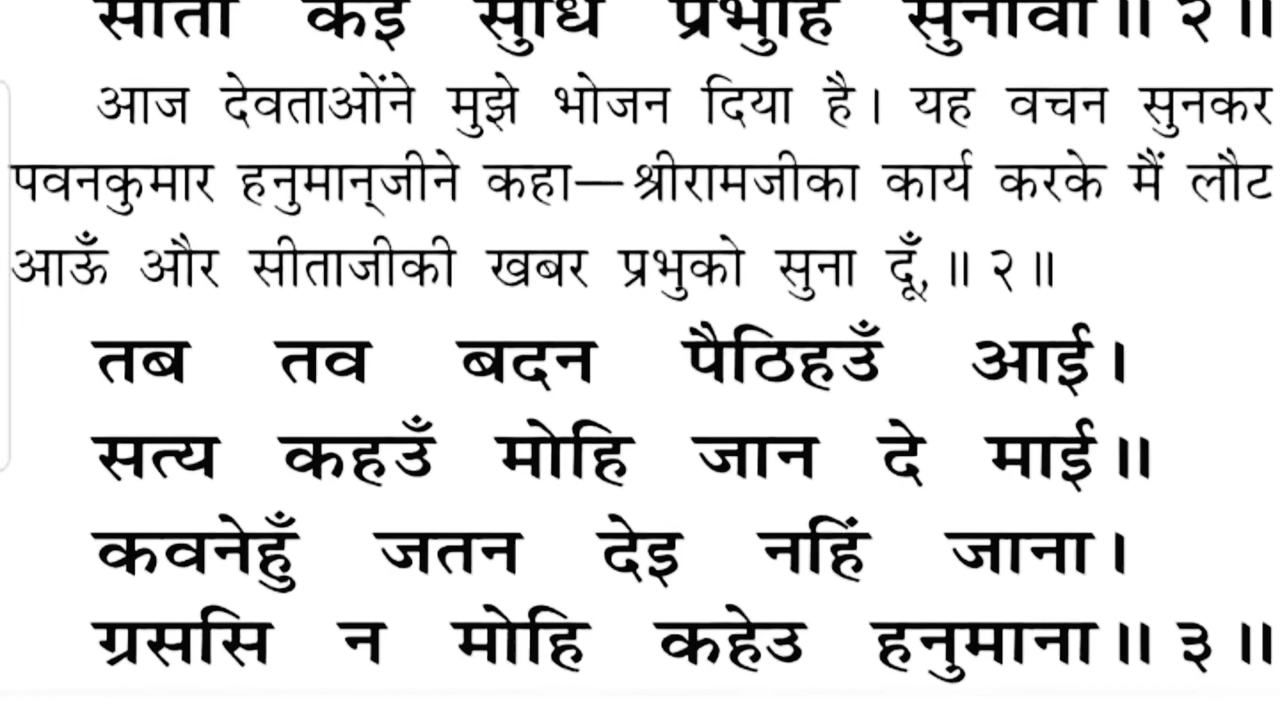 सीता कइ सुधि प्रभुहि सुनावौं॥ २ ॥
आज देवताओंने मुझे भोजन दिया है। यह वचन सुनकर
पवनकुमार हनुमान्‌जीने कहा—श्रीरामजीका कार्य करके मैं लौट
आऊँ और सीताजीकी खबर प्रभुको सुना दूँ, ॥ २ ॥
तब तव बदन पैठिहउँ आई।
सत्य कहउँ मोहि जान दे माई॥
कवनेहुँ जतन देइ नहिं जाना।
ग्रससि न मोहि कहेउ हनुमाना॥ ३ ॥